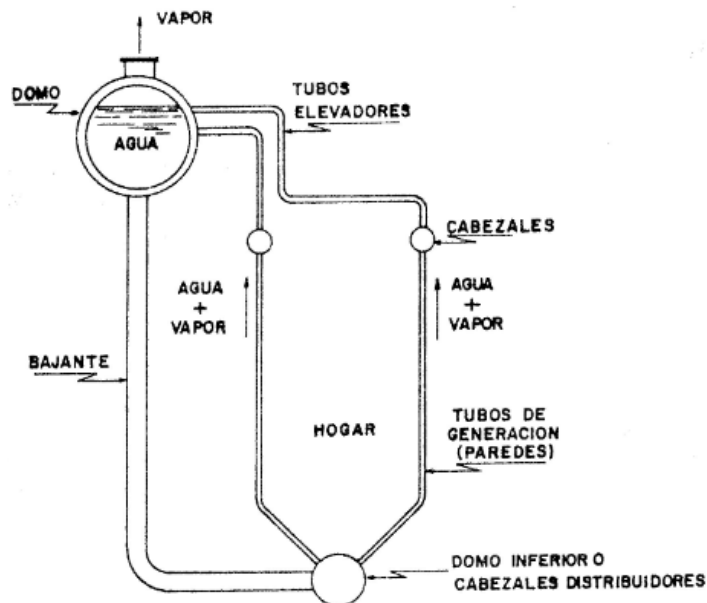 VAPOR
DOMO
AGUA
TUBOS
ELEVADORES
CABEZALES
AGUA
+
VAPOR
AGUA
+
VAPOR
BAJANTE
HOGAR
TUBOS DE
GENERACION
(PAREDES)
DOMO INFERIOR O
CABEZALES DISTRIBUIDORES